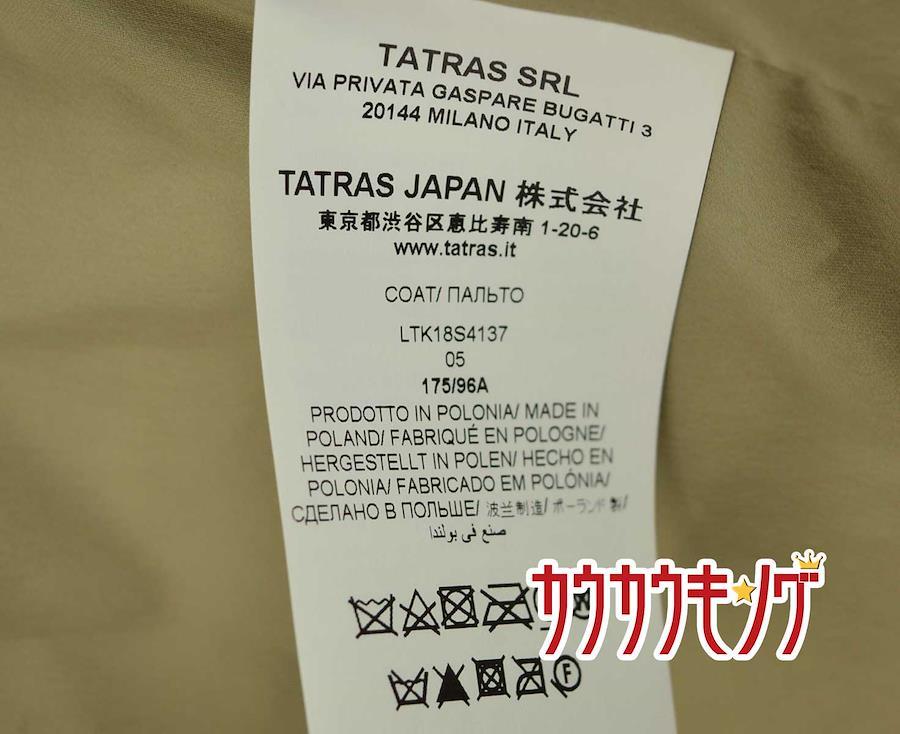 TATRAS SRL
VIA PRIVATA GASPARE BUGATTI 3
20144 MILANO ITALY
TATRAS JAPAN 株式会社
東京都渋谷区恵比寿南 1-20-6
www.tatras.it
COAT/ ПАЛЬТО
LTK18S4137
05
175/96A
PRODOTTO IN POLONIA/ MADE IN
POLAND/ FABRIQUÉ EN POLOGNE/
HERGESTELLT IN POLEN/ HECHO EN
POLONIA/ FABRICADO EM POLÓNIA/
СДЕЛАНО В ПОЛЬШЕ/ 波兰制造/ ポーランド製/
صنع في بولندا
W
カウカウキング
F